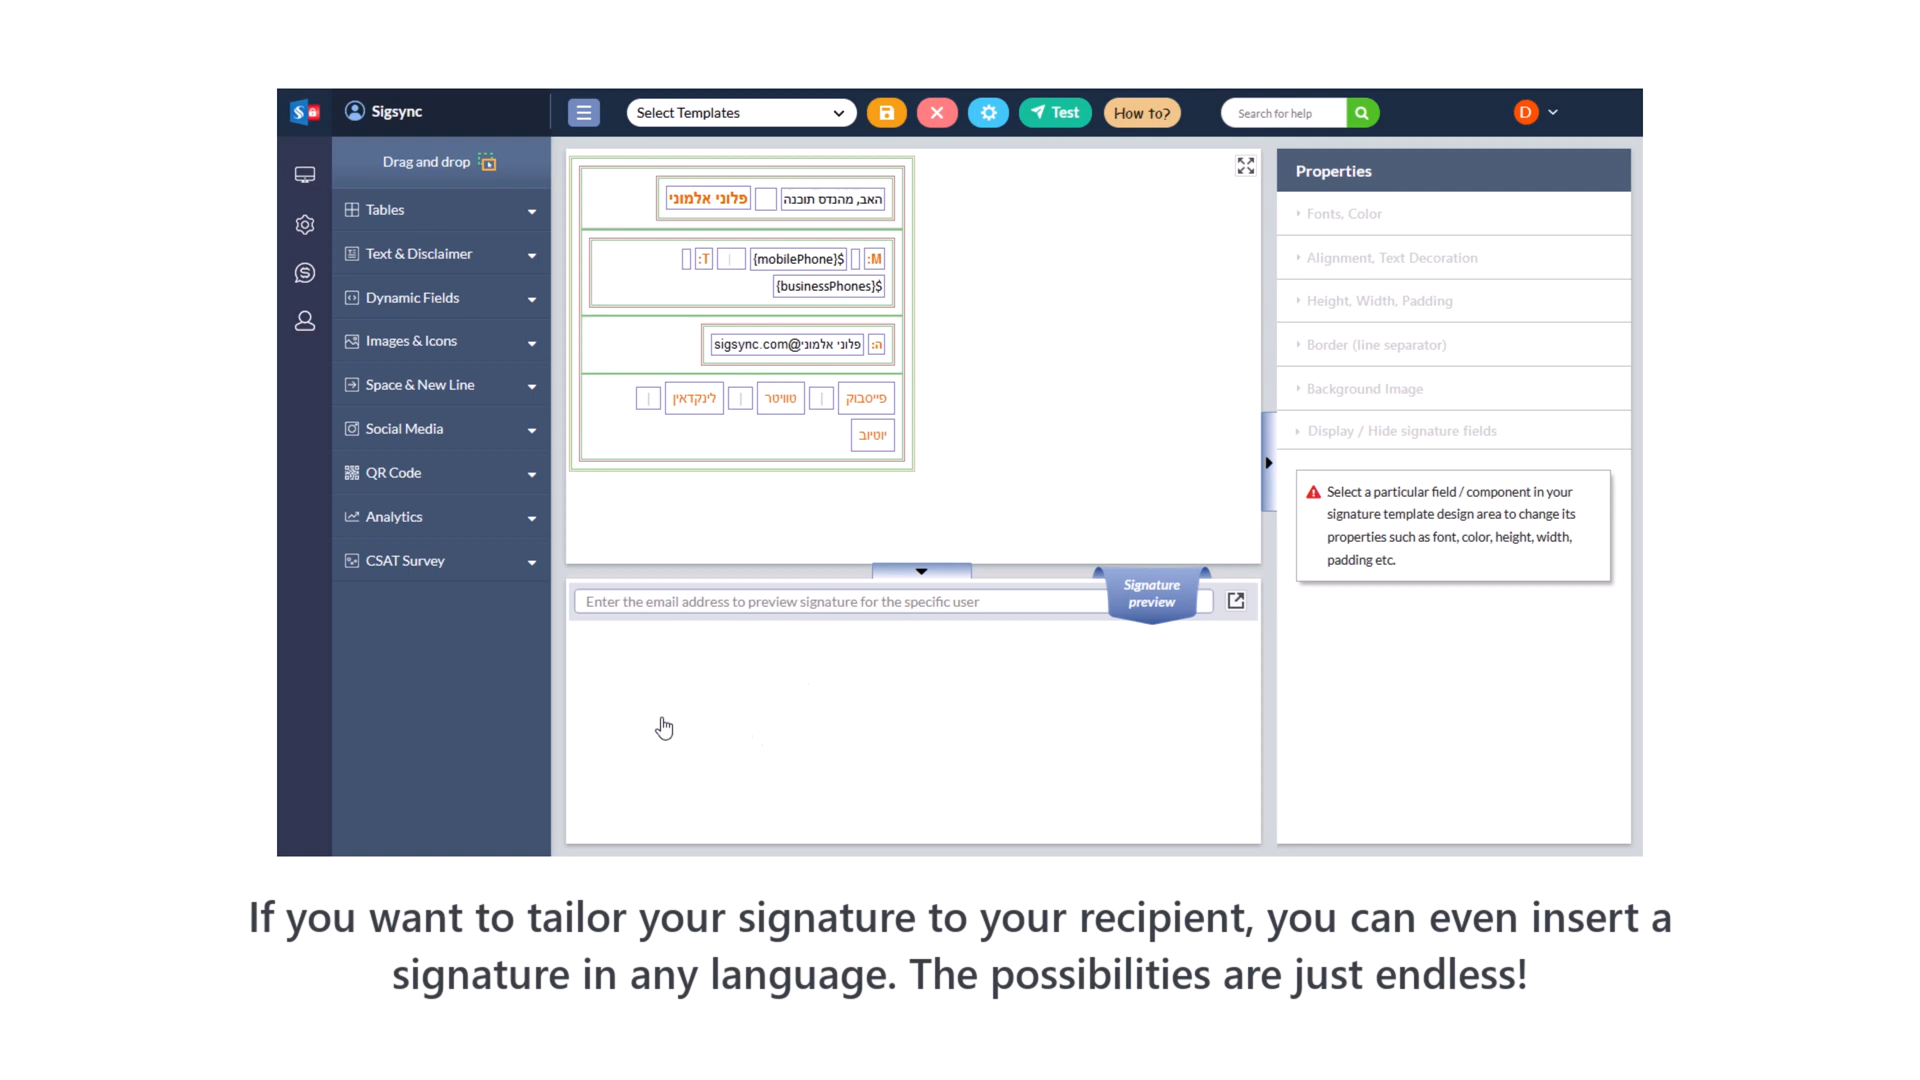 Sigsync
Select Templates
Test
How to?
Search for help
D
Drag and drop
Tables
Text & Disclaimer
Dynamic Fields
Images & Icons
Space & New Line
Social Media
QR Code
Analytics
CSAT Survey
האב, מהנדס תוכנה פלוני אלמוני
M: {mobilePhone}$ | T:
{businessPhones}$
ה: פלוני אלמוני@sigsync.com
פייסבוק | טוויטר | לינקדאין |
יוטיוב
Enter the email address to preview signature for the specific user
Signature
preview
Properties
Fonts, Color
Alignment, Text Decoration
Height, Width, Padding
Border (line separator)
Background Image
Display / Hide signature fields
Select a particular field / component in your
signature template design area to change its
properties such as font, color, height, width,
padding etc.
If you want to tailor your signature to your recipient, you can even insert a
signature in any language. The possibilities are just endless!